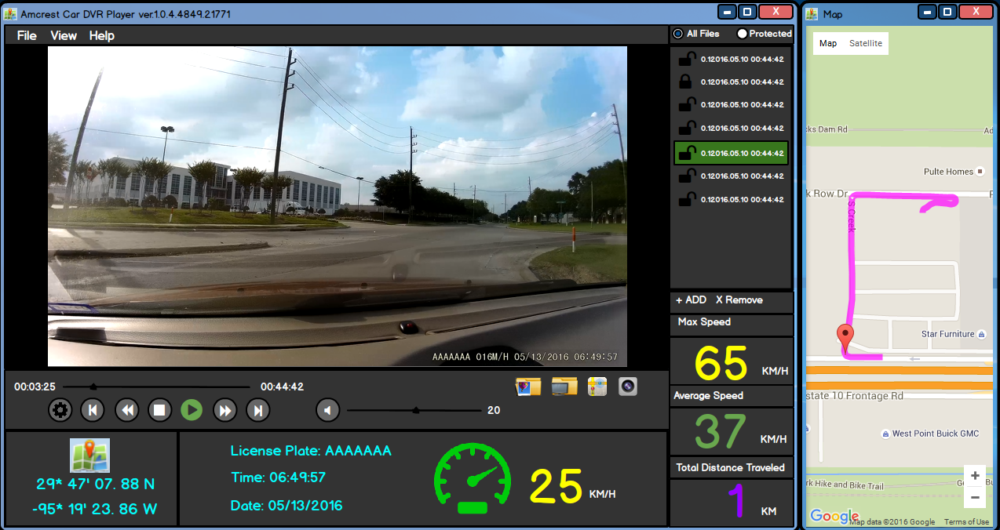 Amcrest Car DVR Player ver.1.0.4.4849.21771
File View Help
All Files Protected
0.12016.05.10 00:44:42
0.12016.05.10 00:44:42
0.12016.05.10 00:44:42
0.12016.05.10 00:44:42
0.12016.05.10 00:44:42
0.12016.05.10 00:44:42
0.12016.05.10 00:44:42
+ ADD X Remove
Max Speed
65 KM/H
Average Speed
37 KM/H
Total Distance Traveled
1 KM
AAAAAAA 016M/H 05/13/2016 06:49:57
00:03:25 00:44:42
20
29* 47' 07. 88 N
-95* 19' 23. 86 W
License Plate: AAAAAAA
Time: 06:49:57
Date: 05/13/2016
25 KM/H
Map
Map Satellite
cks Dam Rd
Ad
Pulte Homes
k Row Dr
S Creek
Star Furniture
state 10 Frontage Rd
West Point Buick GMC
rk Hike and Bike Trail
+
−
Google
Map data ©2016 Google Terms of Use